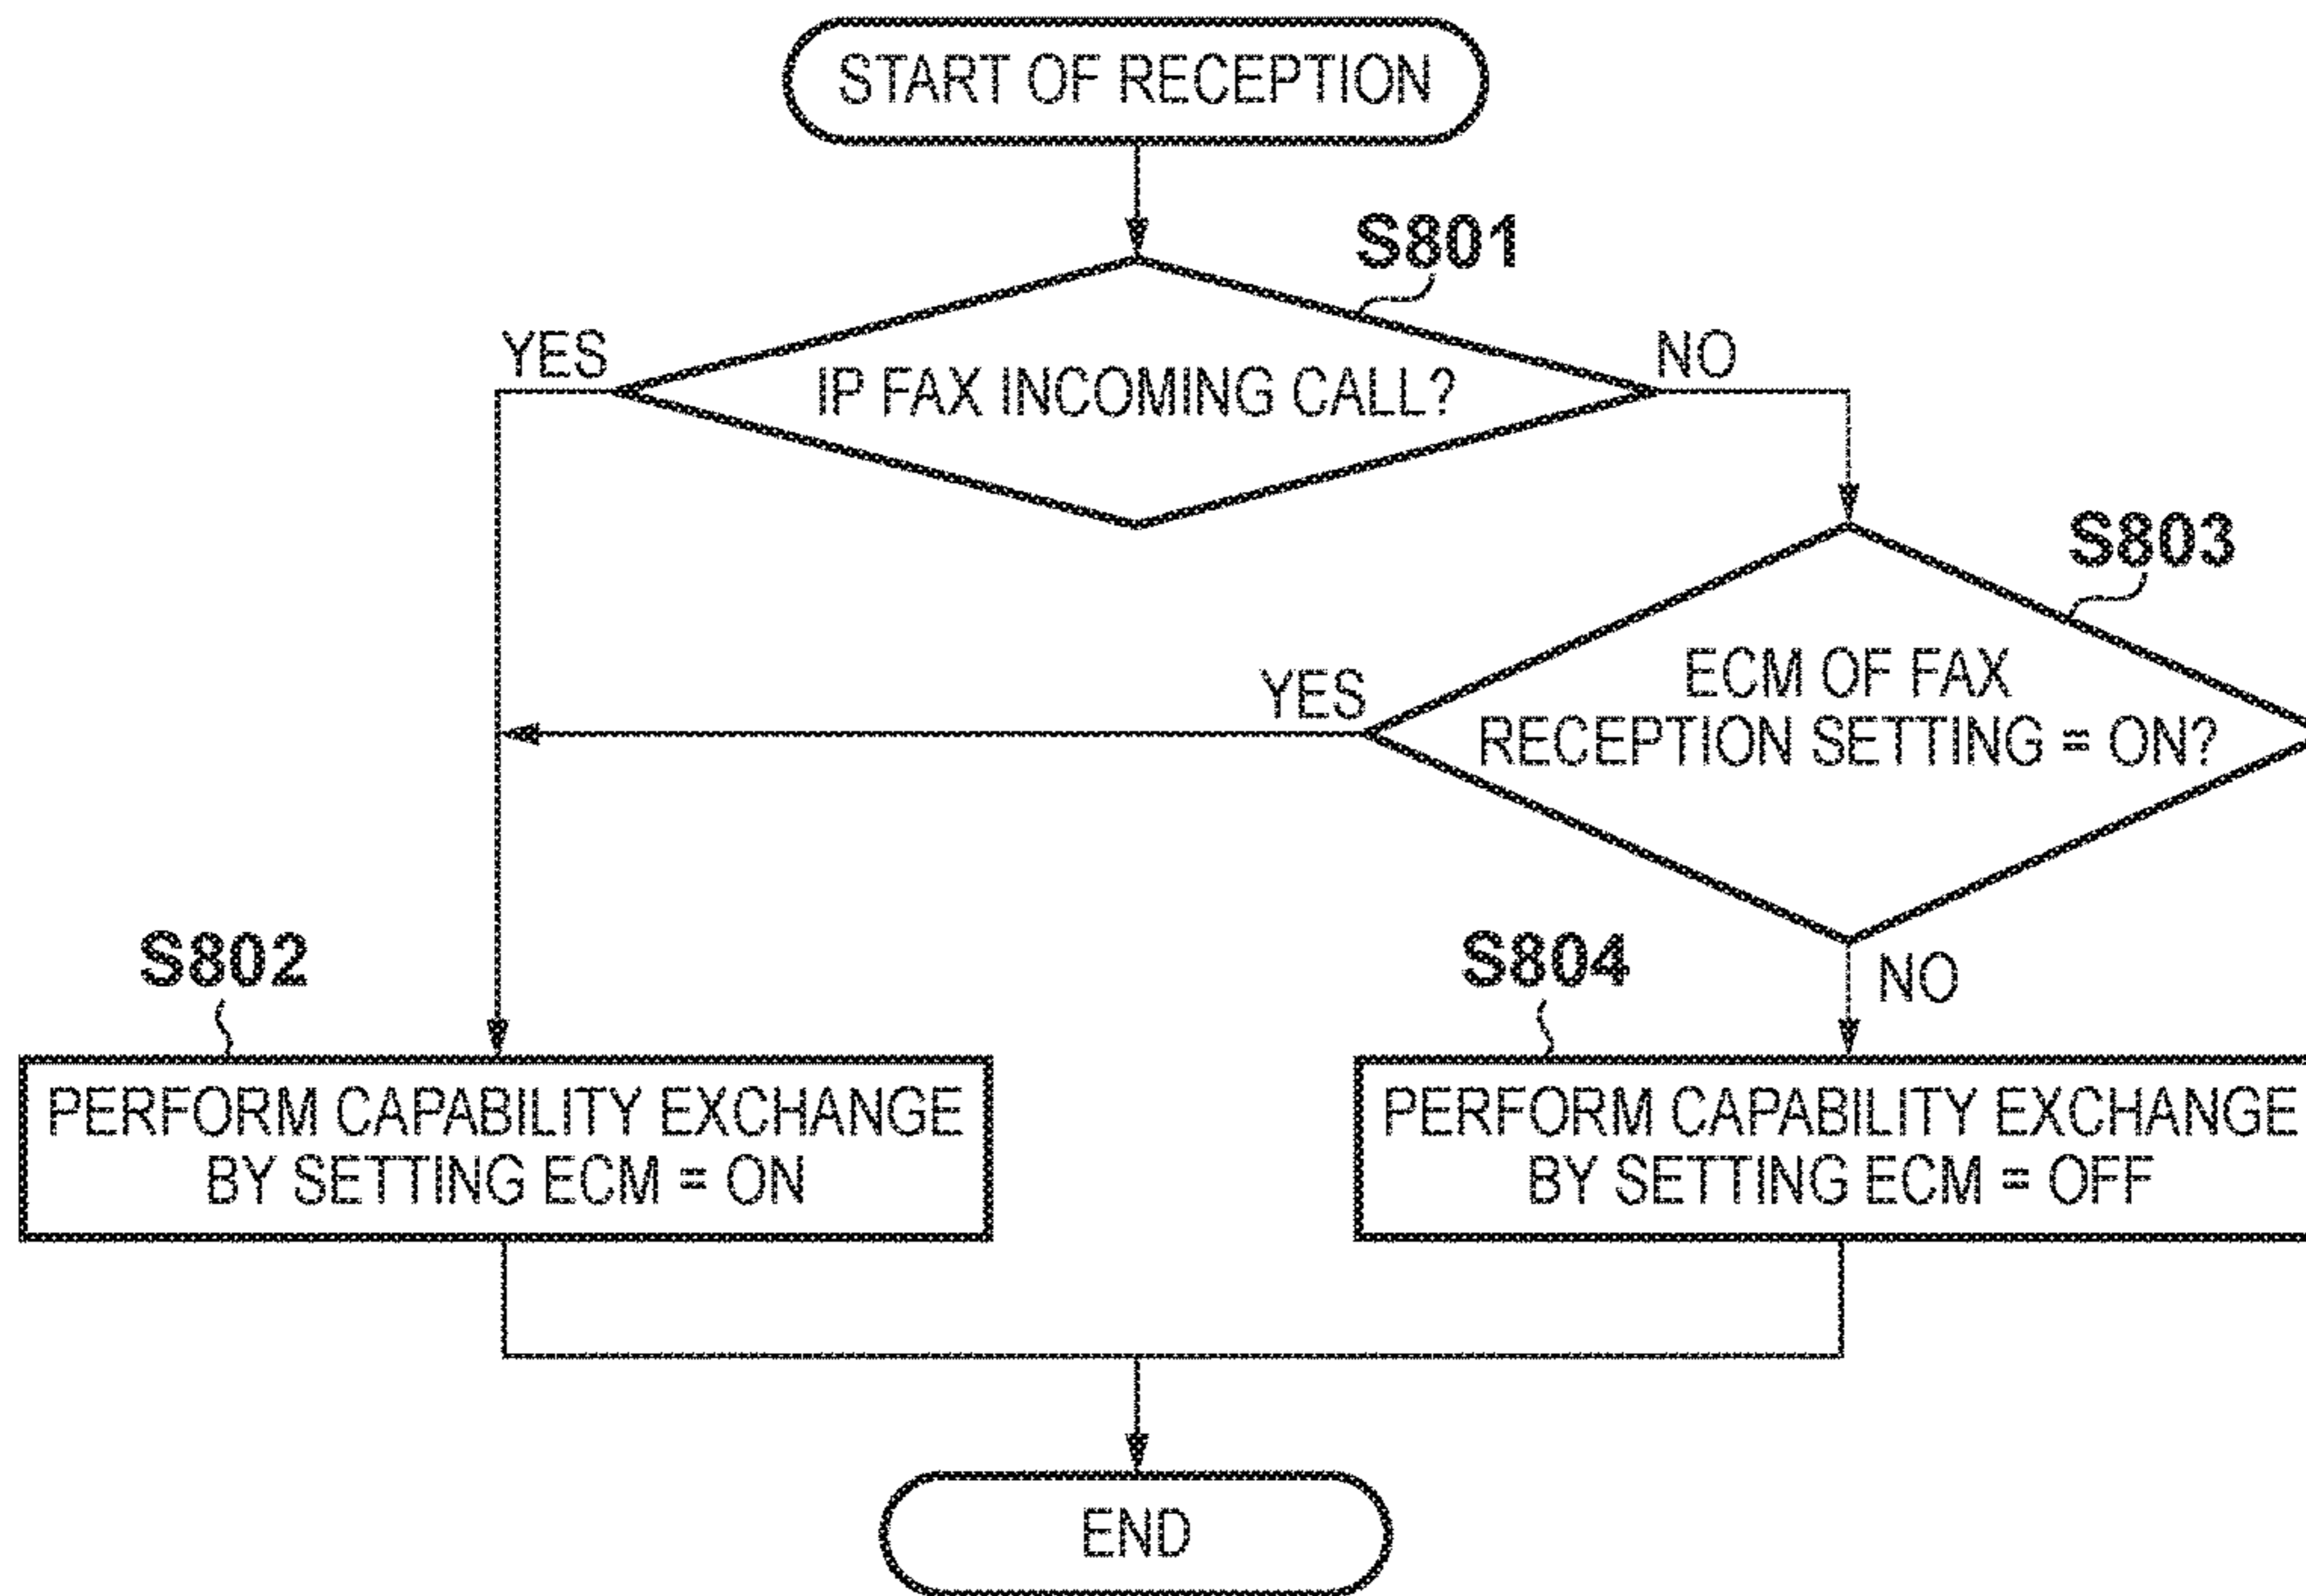 START OF RECEPTION
S801
YES
IP FAX INCOMING CALL?
NO
S803
YES
ECM OF FAX
RECEPTION SETTING = ON?
S802
S804
NO
PERFORM CAPABILITY EXCHANGE
BY SETTING ECM = ON
PERFORM CAPABILITY EXCHANGE
BY SETTING ECM = OFF
END